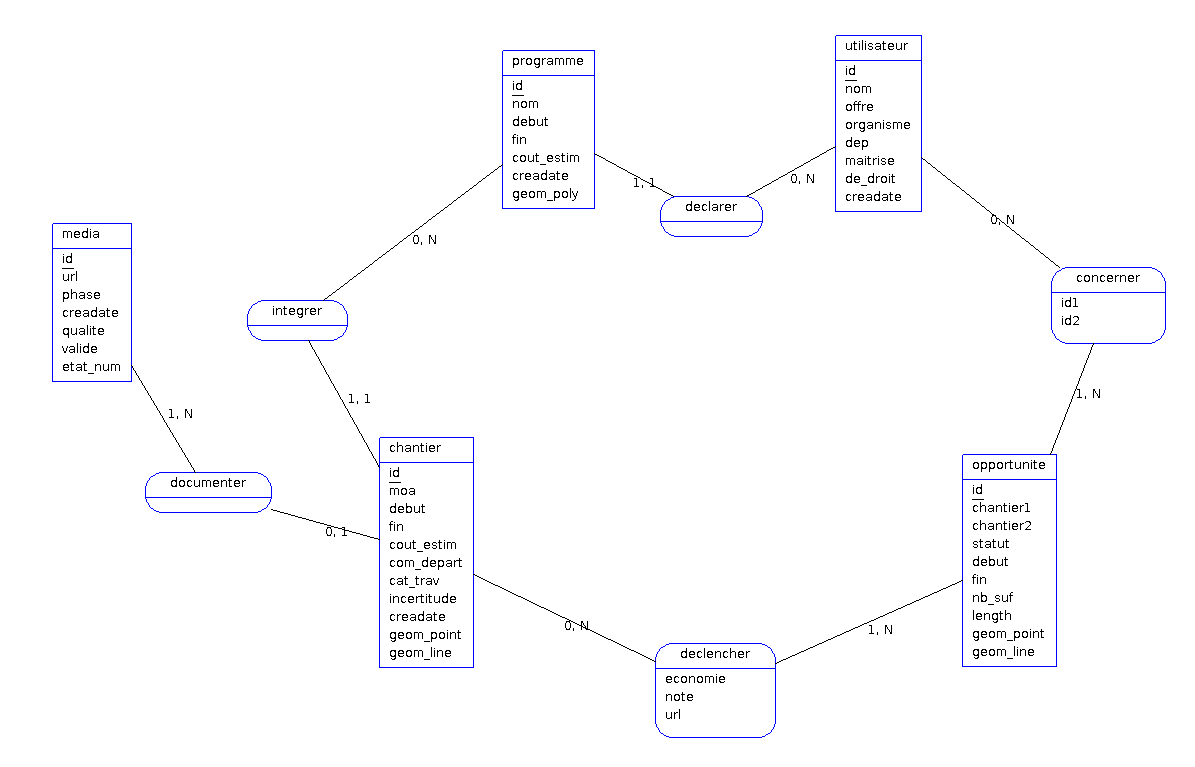 utilisateur
id
nom
offre
organisme
dep
maitrise
de_droit
creadate
programme
id
nom
debut
fin
cout_estim
creadate
geom_poly
1, 1
0, N
declarer
0, N
0, N
media
id
url
phase
creadate
qualite
valide
etat_num
integrer
concerner
id1
id2
1, 1
1, N
1, N
documenter
0, 1
chantier
id
moa
debut
fin
cout_estim
com_depart
cat_trav
incertitude
creadate
geom_point
geom_line
opportunite
id
chantier1
chantier2
statut
debut
fin
nb_suf
length
geom_point
geom_line
0, N
1, N
declencher
economie
note
url